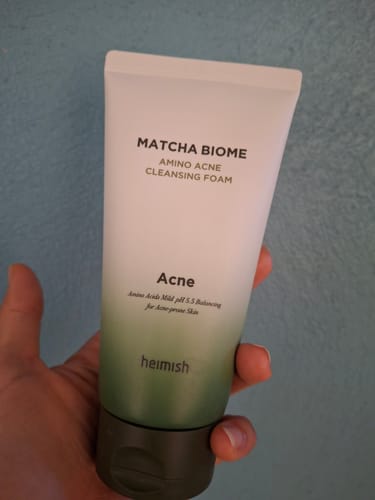 MATCHA BIOME
AMINO ACNE
CLEANSING FOAM
Acne
Amino Acids Mild pH 5.5 Balancing
for Acne-prone Skin
heimish